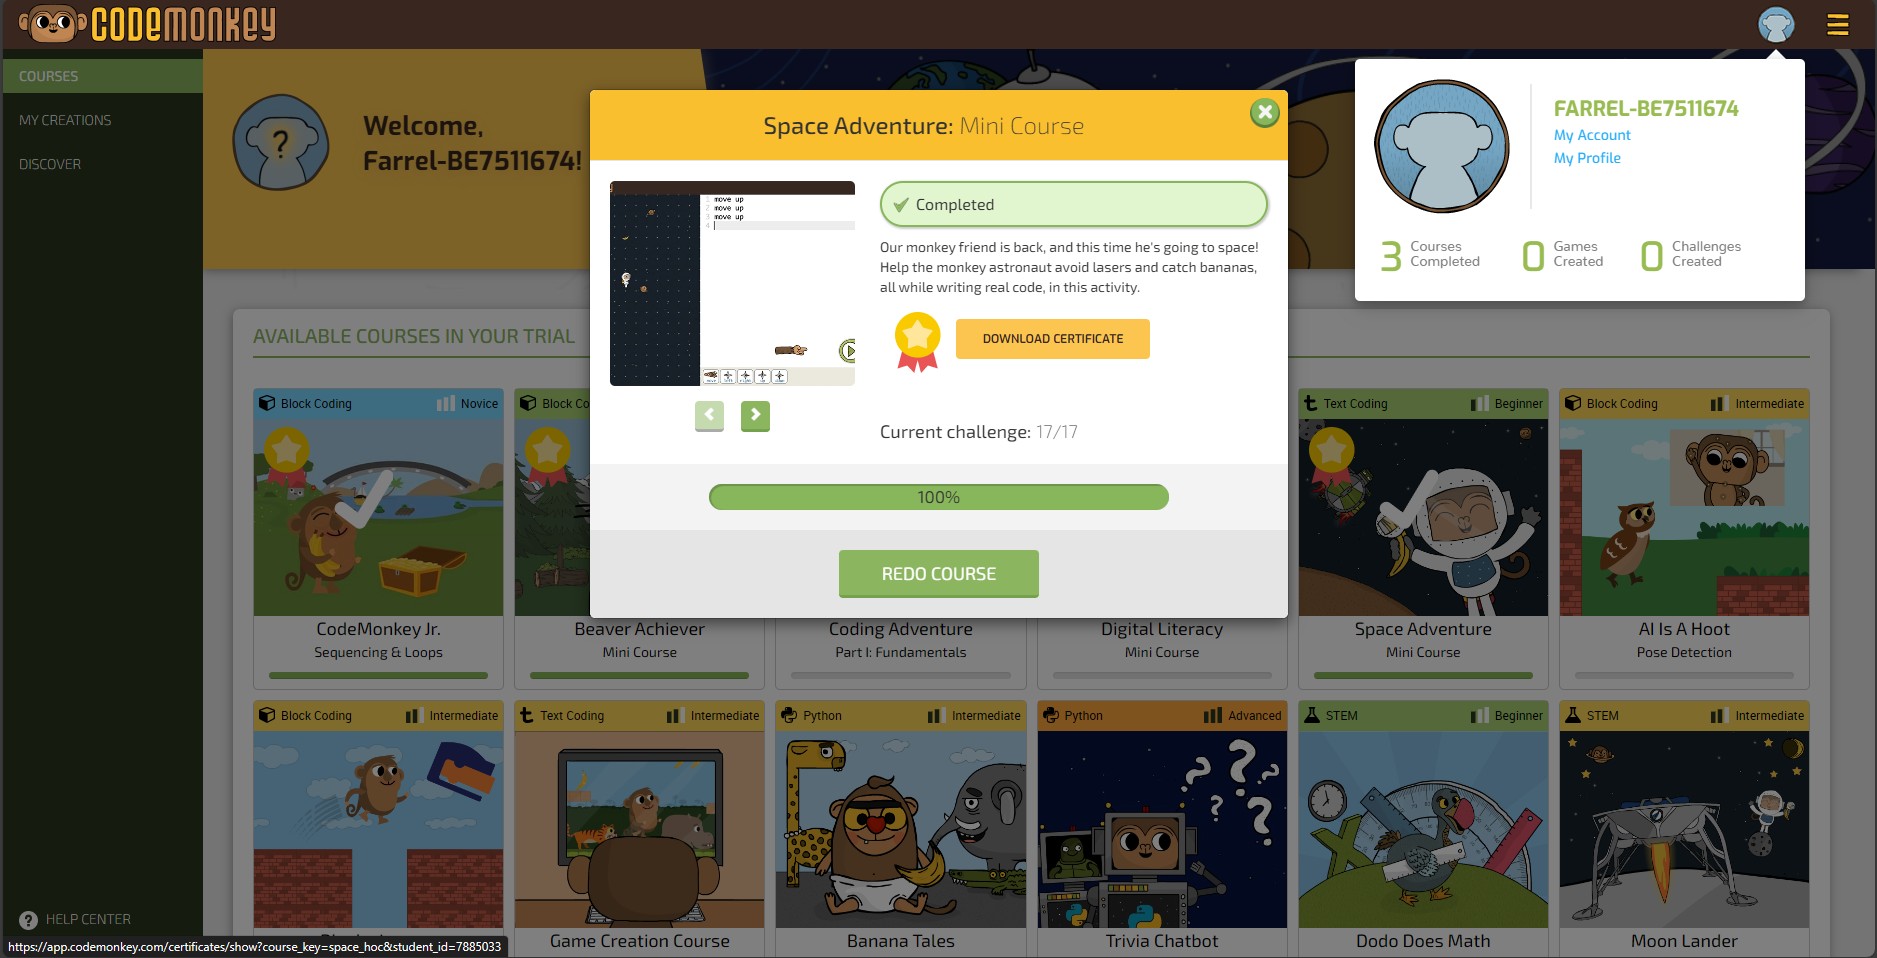 CODEMONKEY
COURSES
MY CREATIONS
DISCOVER
HELP CENTER
Welcome,
Farrel-BE7511674!
FARREL-BE7511674
My Account
My Profile
3 Courses Completed
0 Games Created
0 Challenges Created
Space Adventure: Mini Course
1 move up
2 move up
3 move up
4
Completed
Our monkey friend is back, and this time he's going to space!
Help the monkey astronaut avoid lasers and catch bananas,
all while writing real code, in this activity.
DOWNLOAD CERTIFICATE
Current challenge: 17/17
100%
REDO COURSE
AVAILABLE COURSES IN YOUR TRIAL
Block Coding Novice
CodeMonkey Jr.
Sequencing & Loops
Block Co
Beaver Achiever
Mini Course
Coding Adventure
Part I: Fundamentals
Digital Literacy
Mini Course
Text Coding Beginner
Space Adventure
Mini Course
Block Coding Intermediate
AI Is A Hoot
Pose Detection
Block Coding Intermediate
Text Coding Intermediate
Game Creation Course
Python Intermediate
Banana Tales
Python Advanced
Trivia Chatbot
STEM Beginner
Dodo Does Math
STEM Intermediate
Moon Lander
https://app.codemonkey.com/certificates/show?course_key=space_hoc&student_id=7885033